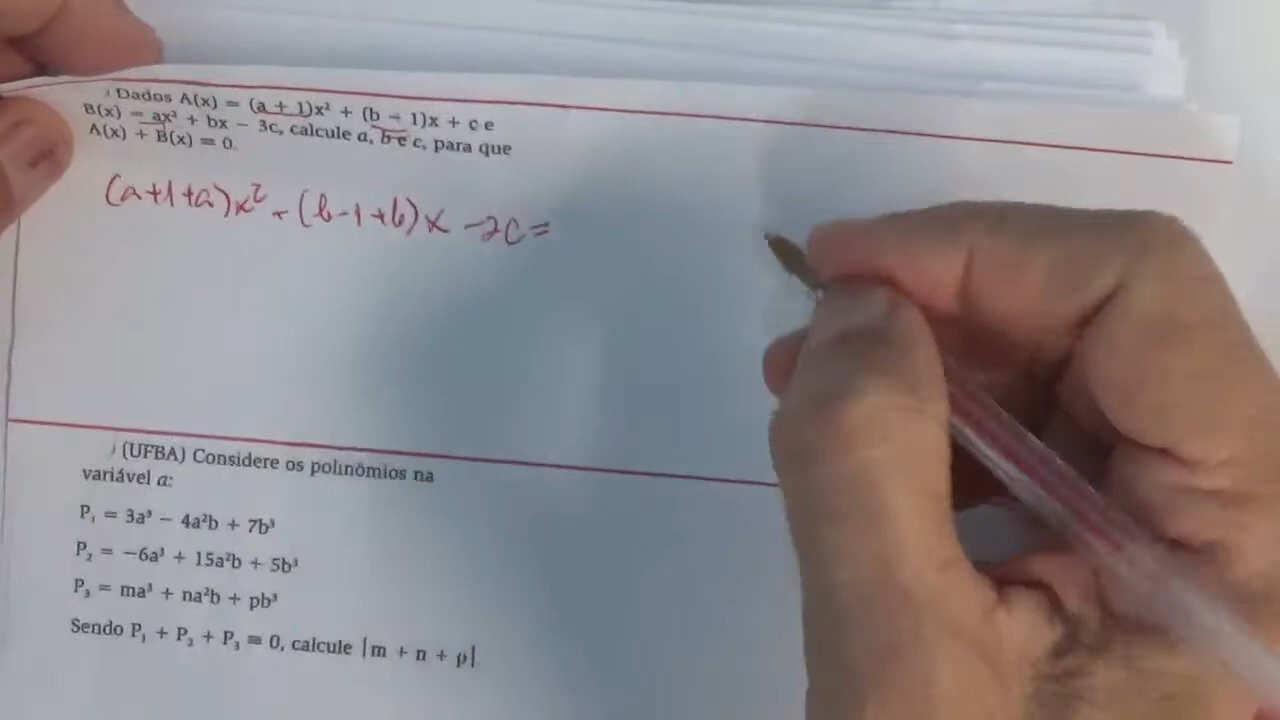 Dados A(x) = (a + 1)x² + (b − 1)x + c e
B(x) = ax² + bx − 3c, calcule a, b e c, para que
A(x) + B(x) = 0.
(a+1+a)x² + (b-1+b)x -2c =
(UFBA) Considere os polinômios na
variável a:
P₁ = 3a³ − 4a²b + 7b³
P₂ = −6a³ + 15a²b + 5b³
P₃ = ma³ + na²b + pb³
Sendo P₁ + P₂ + P₃ ≡ 0, calcule |m + n + p|